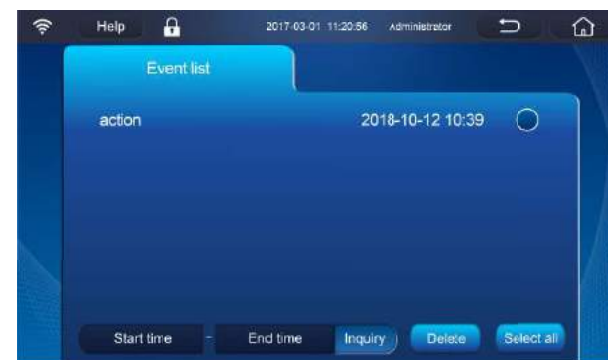 Help 2017-03-01 11:20:56 Administrator
Event list
action 2018-10-12 10:39
Start time - End time Inquiry Delete Select all